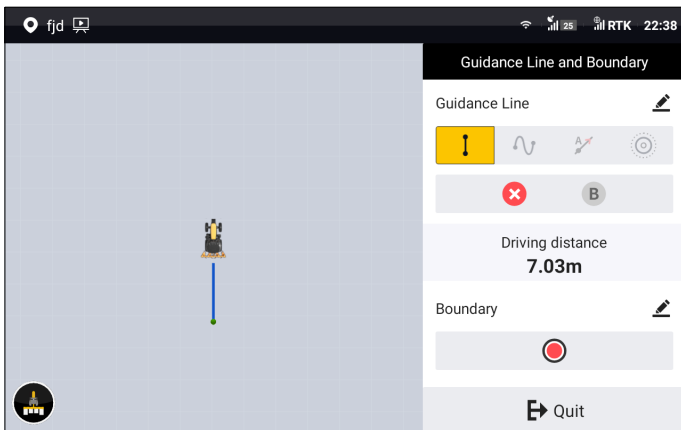 fjd
25
RTK 22:38
Guidance Line and Boundary
Guidance Line
A
B
Driving distance
7.03m
Boundary
Quit